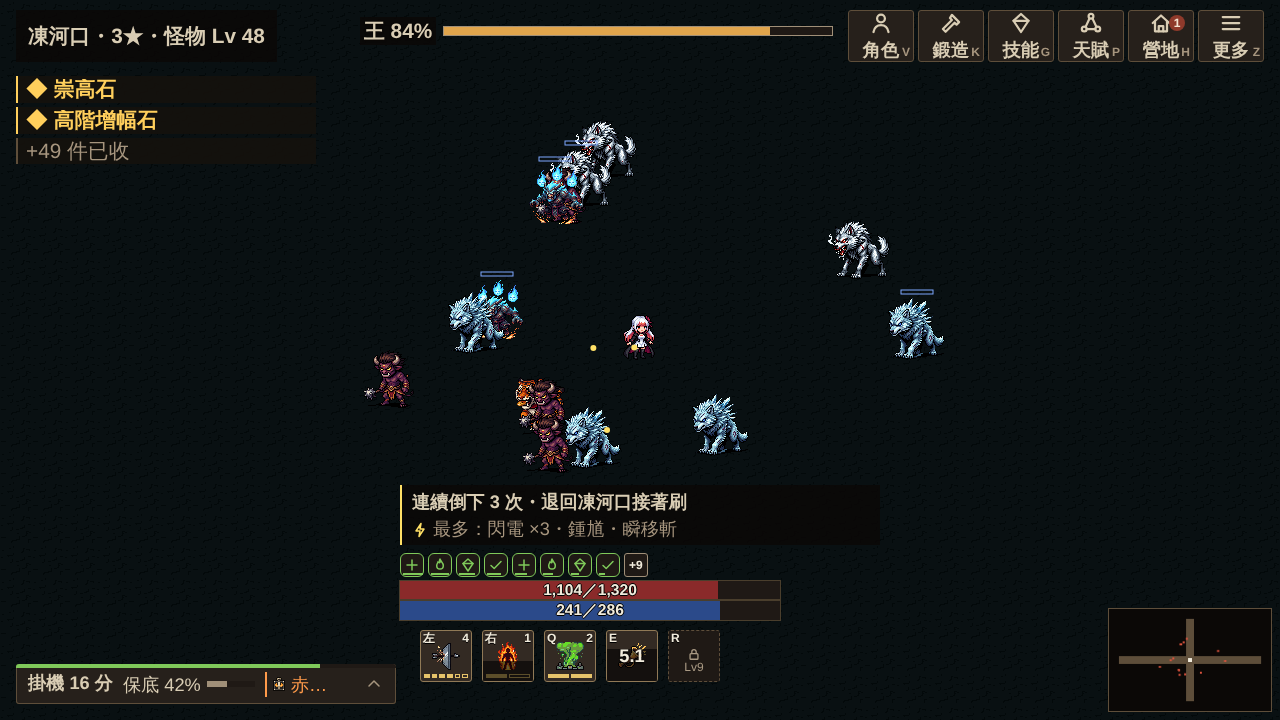 凍河口・3★・怪物 Lv 48
王 84%
角色 V
鍛造 K
技能 G
天賦 P
營地 H
1
更多 Z
崇高石
高階增幅石
+49 件已收
連續倒下 3 次・退回凍河口接著刷
最多：閃電 ×3・鍾馗・瞬移斬
+9
1,104／1,320
241／286
左 4
右 1
Q 2
E 5.1
R Lv9
掛機 16 分 保底 42% 赤…